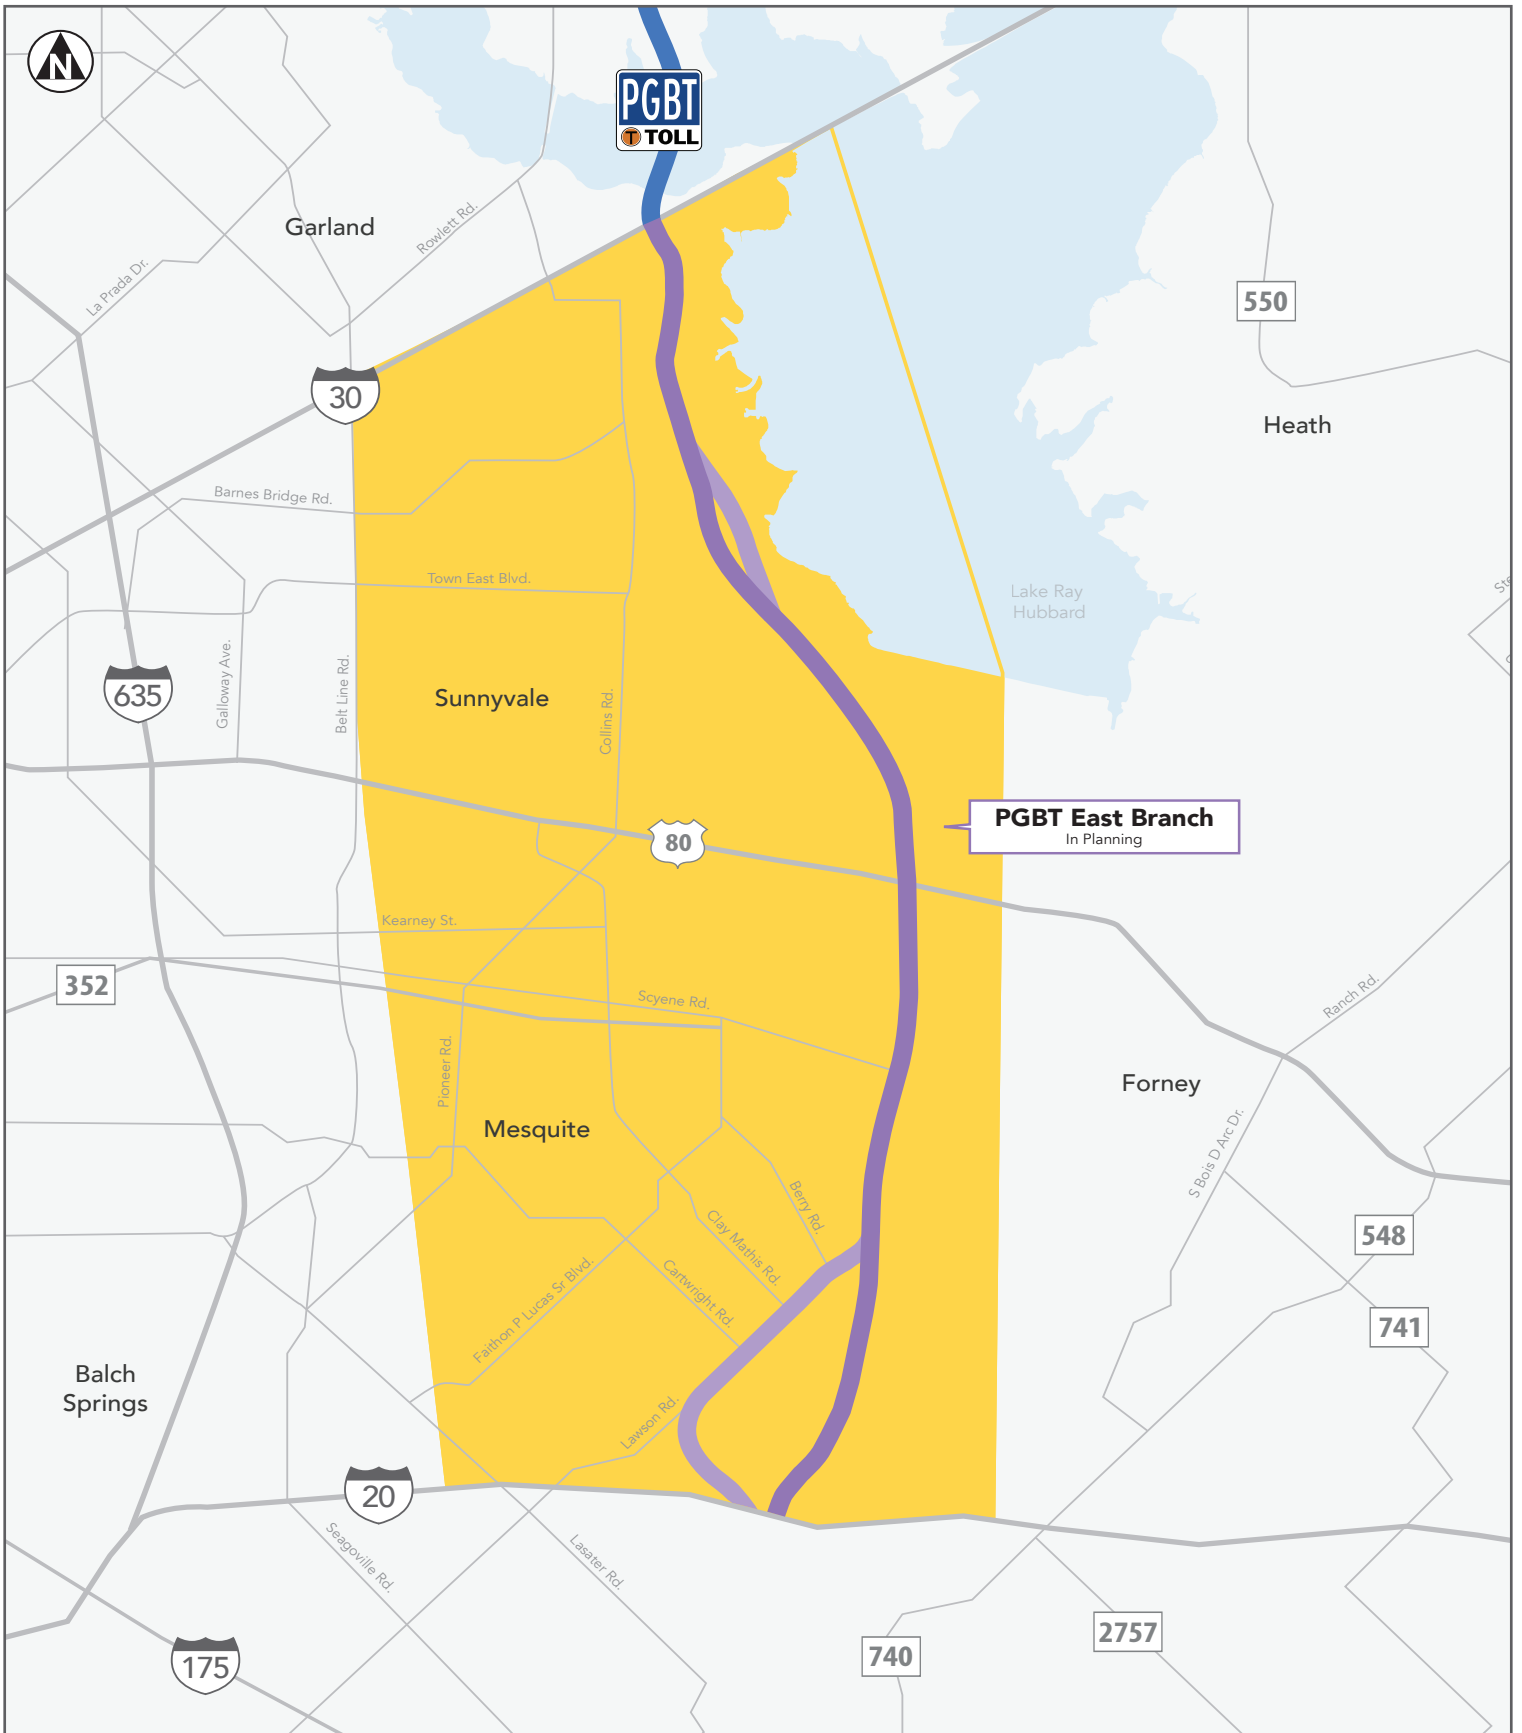 N
PGBT
T TOLL
Garland
Rowlett Rd.
La Prada Dr.
550
30
Heath
Barnes Bridge Rd.
Town East Blvd.
Lake Ray
Hubbard
Ste
635
Galloway Ave.
Belt Line Rd.
Sunnyvale
Collins Rd.
80
PGBT East Branch
In Planning
Kearney St.
352
Scyene Rd.
Ranch Rd.
Pioneer Rd.
Forney
Mesquite
S Bois D Arc Dr.
Berry Rd.
Clay Mathis Rd.
548
Cartwright Rd.
Faithon P Lucas Sr Blvd.
741
Balch
Springs
Lawson Rd.
20
Seagoville Rd.
Lasater Rd.
2757
740
175